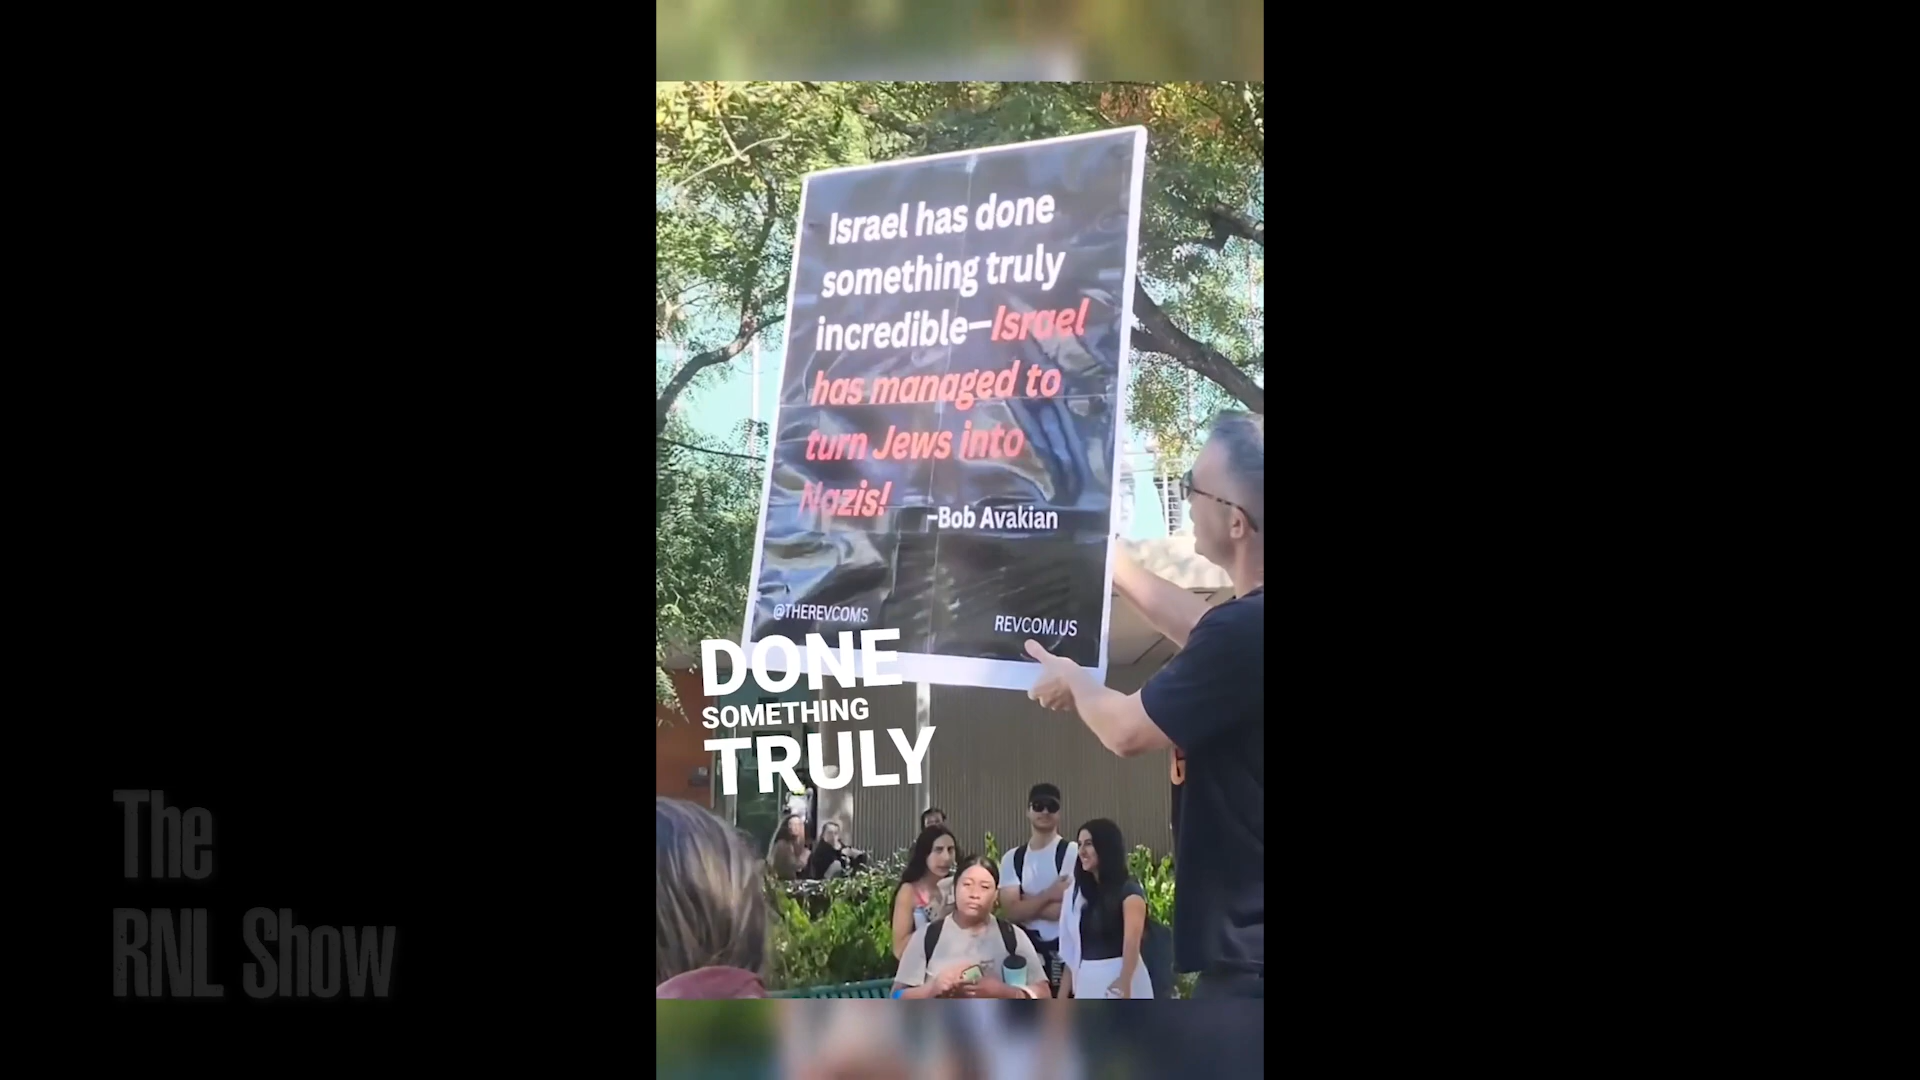 Israel has done
something truly
incredible—Israel
has managed to
turn Jews into
Nazis!
–Bob Avakian
@THEREVCOMS
REVCOM.US
DONE
SOMETHING
TRULY
The
RNL Show